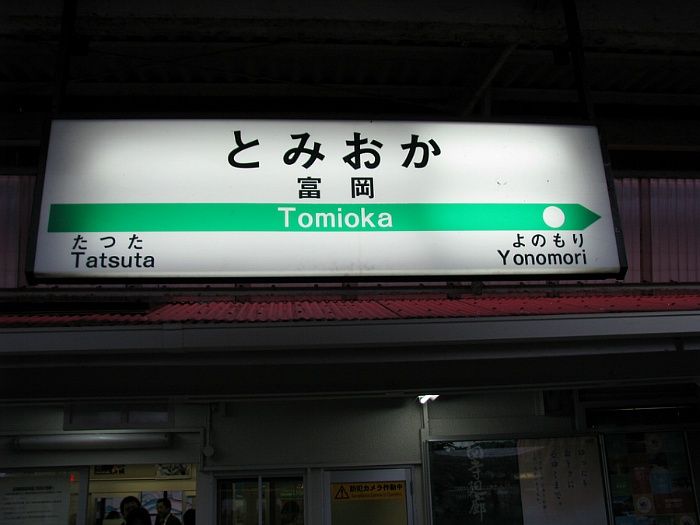 とみおか
富岡
Tomioka
たつた
Tatsuta
よのもり
Yonomori
防犯カメラ作動中